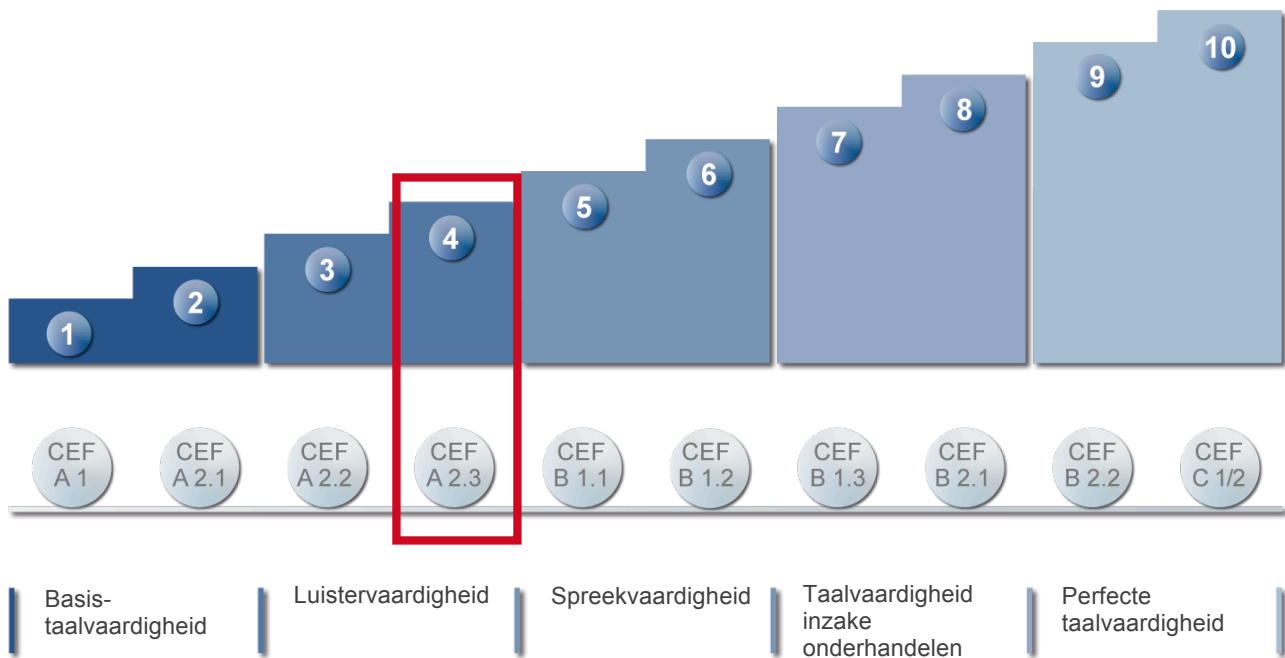 1
2
3
4
5
6
7
8
9
10
CEF
A 1
CEF
A 2.1
CEF
A 2.2
CEF
A 2.3
CEF
B 1.1
CEF
B 1.2
CEF
B 1.3
CEF
B 2.1
CEF
B 2.2
CEF
C 1/2
Basis-
taalvaardigheid
Luistervaardigheid
Spreekvaardigheid
Taalvaardigheid
inzake
onderhandelen
Perfecte
taalvaardigheid